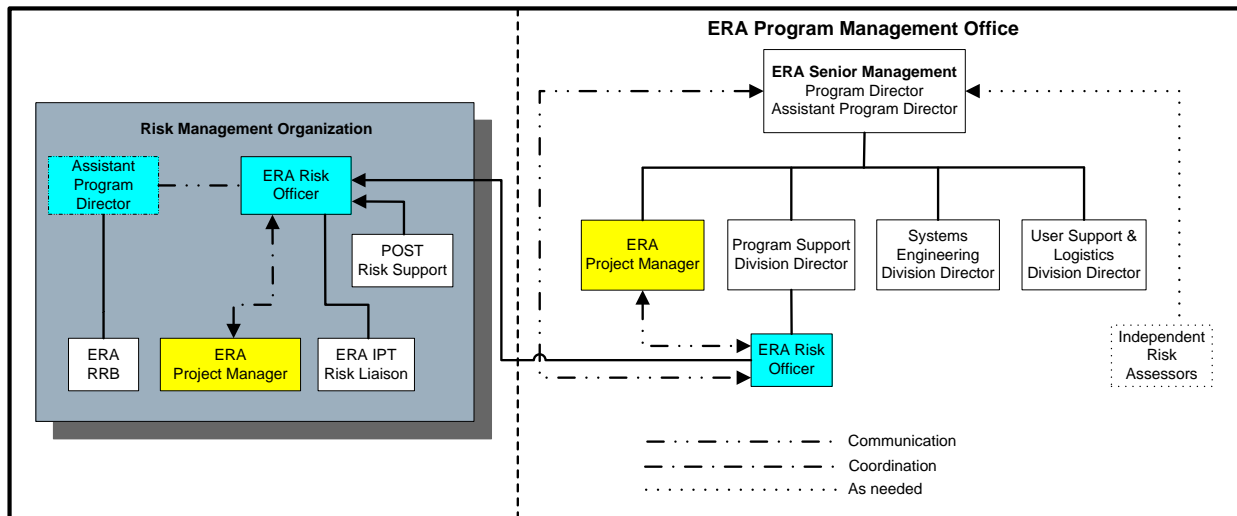 ERA Program Management Office
ERA Senior Management
Program Director
Assistant Program Director
Risk Management Organization
Assistant
Program
Director
ERA Risk
Officer
POST
Risk Support
ERA
RRB
ERA
Project Manager
ERA IPT
Risk Liaison
ERA
Project Manager
Program Support
Division Director
Systems
Engineering
Division Director
User Support &
Logistics
Division Director
ERA Risk
Officer
Independent
Risk
Assessors
Communication
Coordination
As needed